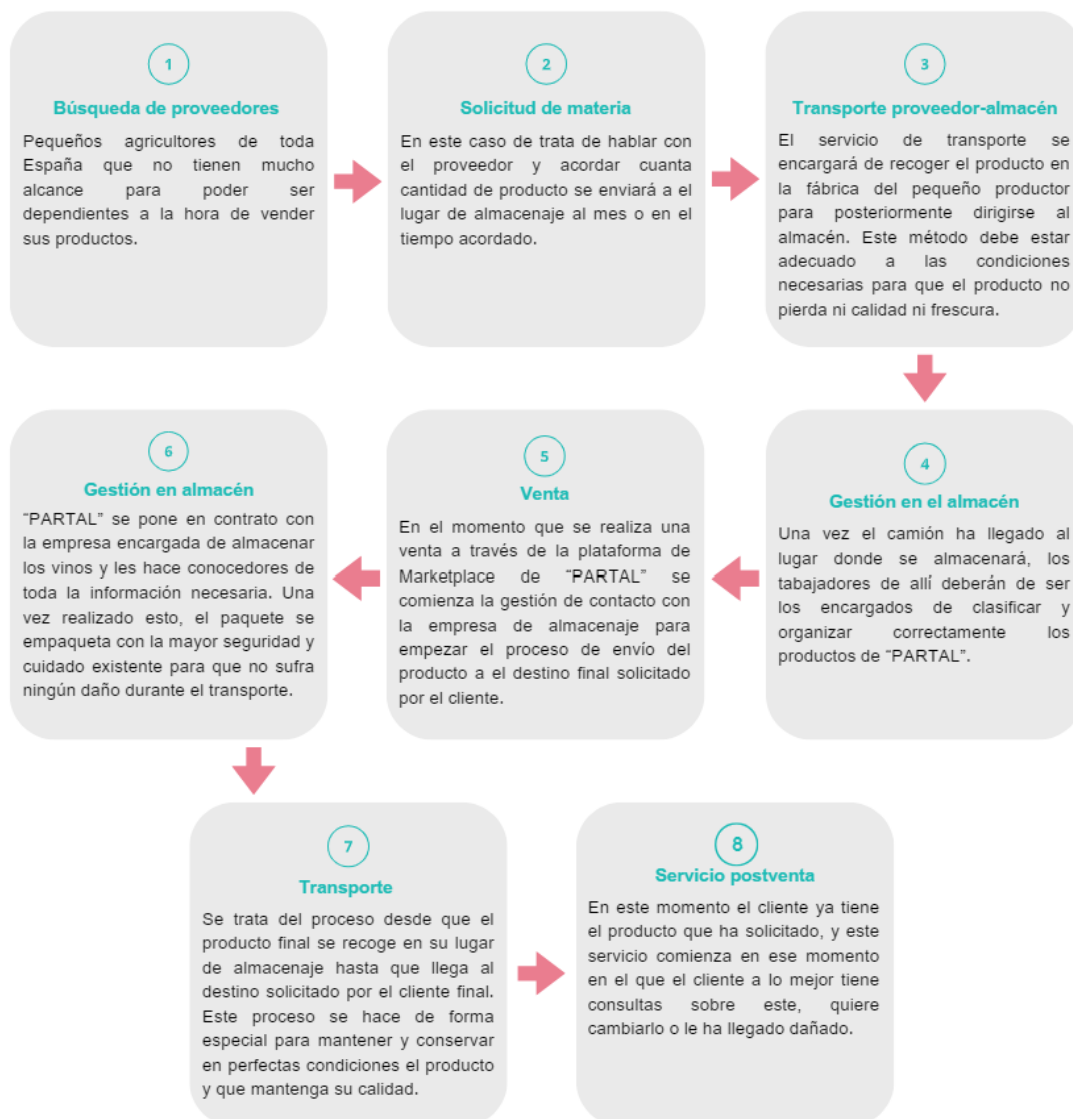 1
Búsqueda de proveedores
Pequeños agricultores de toda
España que no tienen mucho
alcance para poder ser
dependientes a la hora de vender
sus productos.
2
Solicitud de materia
En este caso de trata de hablar con
el proveedor y acordar cuanta
cantidad de producto se enviará a el
lugar de almacenaje al mes o en el
tiempo acordado.
3
Transporte proveedor-almacén
El servicio de transporte se
encargará de recoger el producto en
la fábrica del pequeño productor
para posteriormente dirigirse al
almacén. Este método debe estar
adecuado a las condiciones
necesarias para que el producto no
pierda ni calidad ni frescura.
4
Gestión en el almacén
Una vez el camión ha llegado al
lugar donde se almacenará, los
tabajadores de allí deberán de ser
los encargados de clasificar y
organizar correctamente los
productos de “PARTAL”.
5
Venta
En el momento que se realiza una
venta a través de la plataforma de
Marketplace de “PARTAL” se
comienza la gestión de contacto con
la empresa de almacenaje para
empezar el proceso de envío del
producto a el destino final solicitado
por el cliente.
6
Gestión en almacén
“PARTAL” se pone en contrato con
la empresa encargada de almacenar
los vinos y les hace conocedores de
toda la información necesaria. Una
vez realizado esto, el paquete se
empaqueta con la mayor seguridad y
cuidado existente para que no sufra
ningún daño durante el transporte.
7
Transporte
Se trata del proceso desde que el
producto final se recoge en su lugar
de almacenaje hasta que llega al
destino solicitado por el cliente final.
Este proceso se hace de forma
especial para mantener y conservar
en perfectas condiciones el producto
y que mantenga su calidad.
8
Servicio postventa
En este momento el cliente ya tiene
el producto que ha solicitado, y este
servicio comienza en ese momento
en el que el cliente a lo mejor tiene
consultas sobre este, quiere
cambiarlo o le ha llegado dañado.